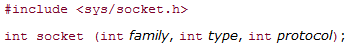 #include <sys/socket.h>
int socket (int family, int type, int protocol);